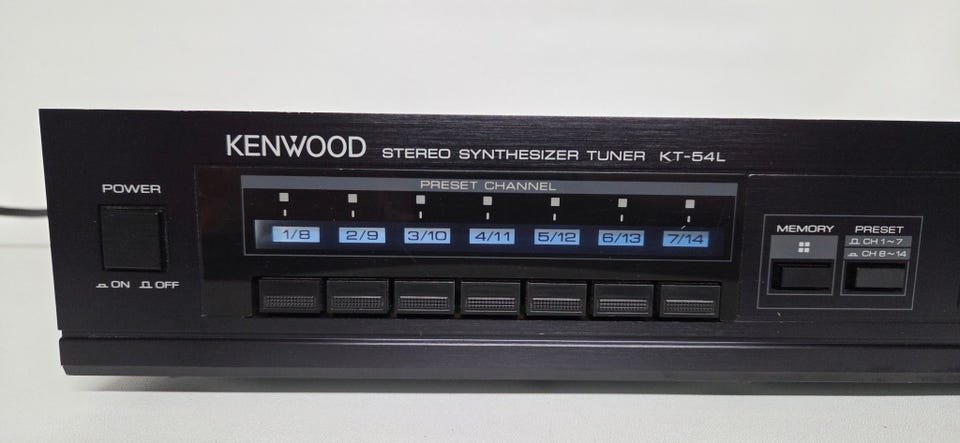 KENWOOD STEREO SYNTHESIZER TUNER KT-54L
PRESET CHANNEL
1/8 2/9 3/10 4/11 5/12 6/13 7/14
POWER
ON OFF
MEMORY
PRESET
CH 1~7
CH 8~14